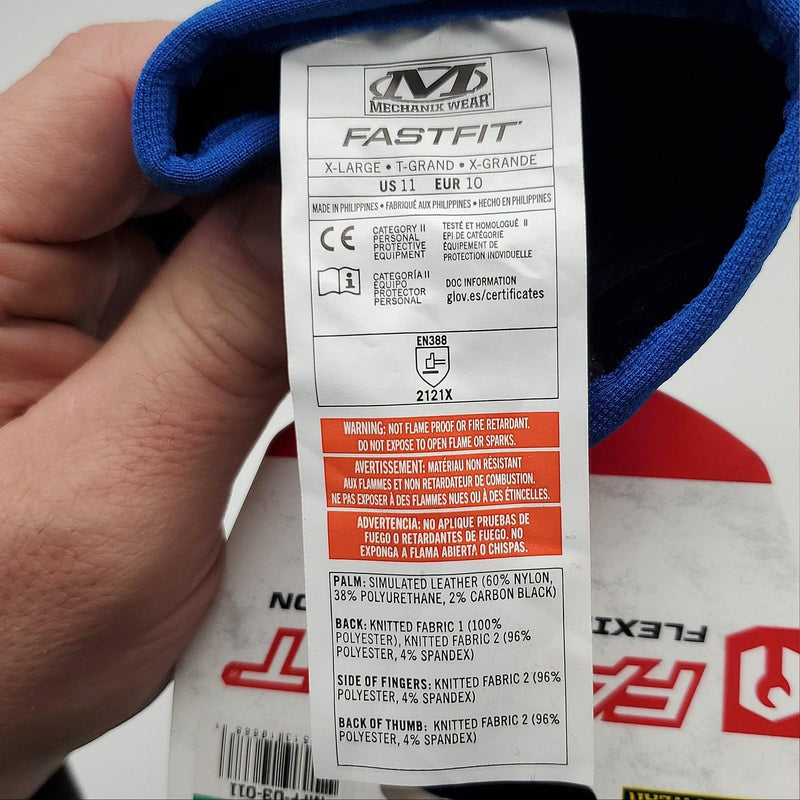 M
MECHANIX WEAR®
FASTFIT®
X-LARGE • T-GRAND • X-GRANDE
US 11 EUR 10
MADE IN PHILIPPINES • FABRIQUÉ AUX PHILIPPINES • HECHO EN PHILIPPINES
CE
CATEGORY II
PERSONAL
PROTECTIVE
EQUIPMENT
TESTÉ ET HOMOLOGUÉ II
EPI DE CATÉGORIE
ÉQUIPEMENT DE
PROTECTION INDIVIDUELLE
i
CATEGORÍA II
EQUIPO
PROTECTOR
PERSONAL
DOC INFORMATION
glov.es/certificates
EN388
2121X
WARNING: NOT FLAME PROOF OR FIRE RETARDANT.
DO NOT EXPOSE TO OPEN FLAME OR SPARKS.
AVERTISSEMENT: MATÉRIAU NON RÉSISTANT
AUX FLAMMES ET NON RETARDATEUR DE COMBUSTION.
NE PAS EXPOSER À DES FLAMMES NUES OU À DES ÉTINCELLES.
ADVERTENCIA: NO APLIQUE PRUEBAS DE
FUEGO O RETARDANTES DE FUEGO. NO
EXPONGA A FLAMA ABIERTA O CHISPAS.
PALM: SIMULATED LEATHER (60% NYLON,
38% POLYURETHANE, 2% CARBON BLACK)
BACK: KNITTED FABRIC 1 (100%
POLYESTER), KNITTED FABRIC 2 (96%
POLYESTER, 4% SPANDEX)
SIDE OF FINGERS: KNITTED FABRIC 2 (96%
POLYESTER, 4% SPANDEX)
BACK OF THUMB: KNITTED FABRIC 2 (96%
POLYESTER, 4% SPANDEX)
FLEXI
ON
FA
T
MFF-03-011